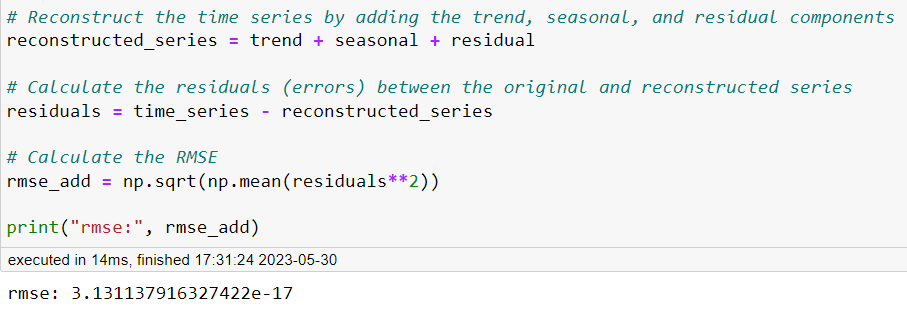 # Reconstruct the time series by adding the trend, seasonal, and residual components
reconstructed_series = trend + seasonal + residual
# Calculate the residuals (errors) between the original and reconstructed series
residuals = time_series - reconstructed_series
# Calculate the RMSE
rmse_add = np.sqrt(np.mean(residuals**2))
print("rmse:", rmse_add)
executed in 14ms, finished 17:31:24 2023-05-30
rmse: 3.131137916327422e-17